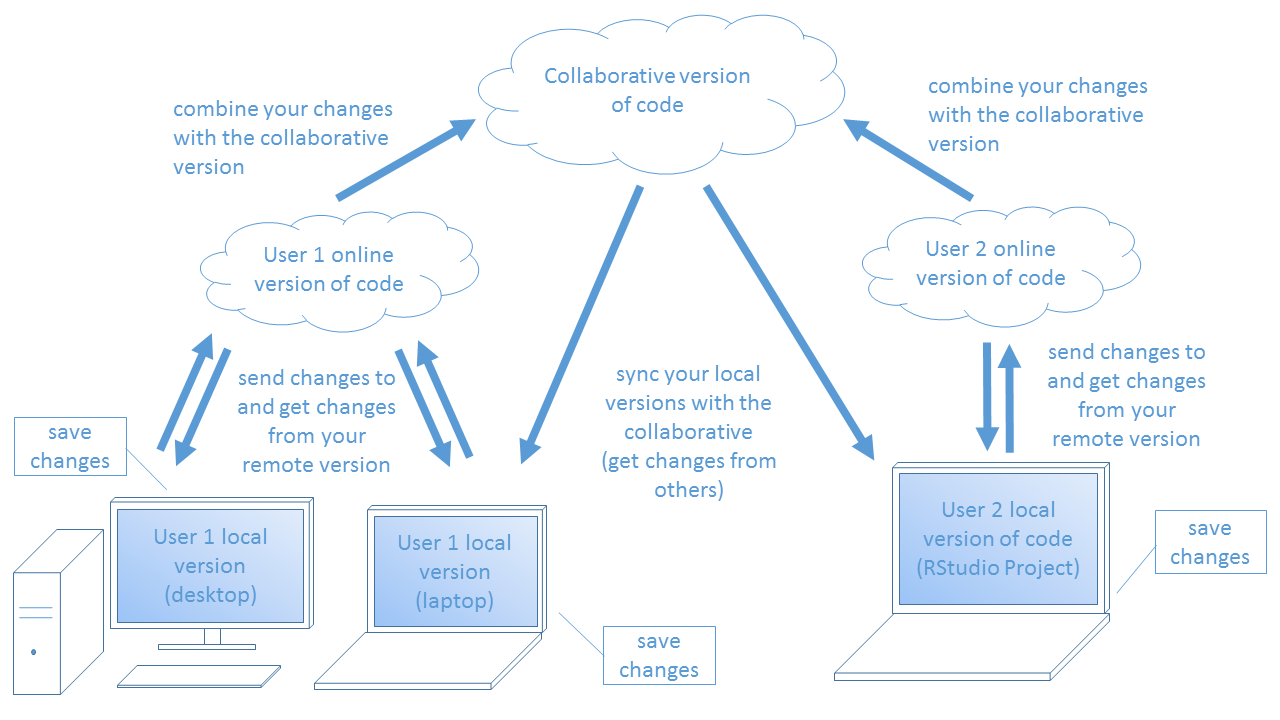 Collaborative version
of code
combine your changes
with the collaborative
version
combine your changes
with the collaborative
version
User 1 online
version of code
User 2 online
version of code
send changes to
and get changes
from your
remote version
sync your local
versions with the
collaborative
(get changes from
others)
send changes to
and get changes
from your
remote version
save
changes
User 1 local
version
(desktop)
User 1 local
version
(laptop)
User 2 local
version of code
(RStudio Project)
save
changes
save
changes